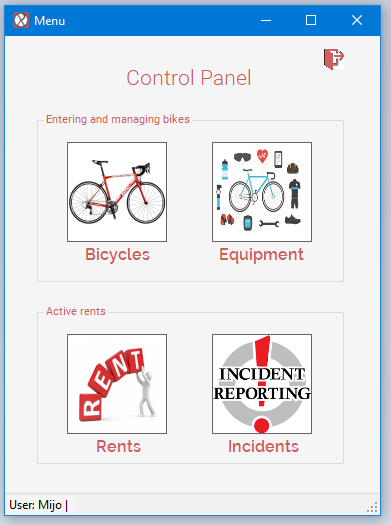 Menu
Control Panel
Entering and managing bikes
Bicycles
Equipment
Active rents
RENT
INCIDENT
REPORTING
Rents
Incidents
User: Mijo |